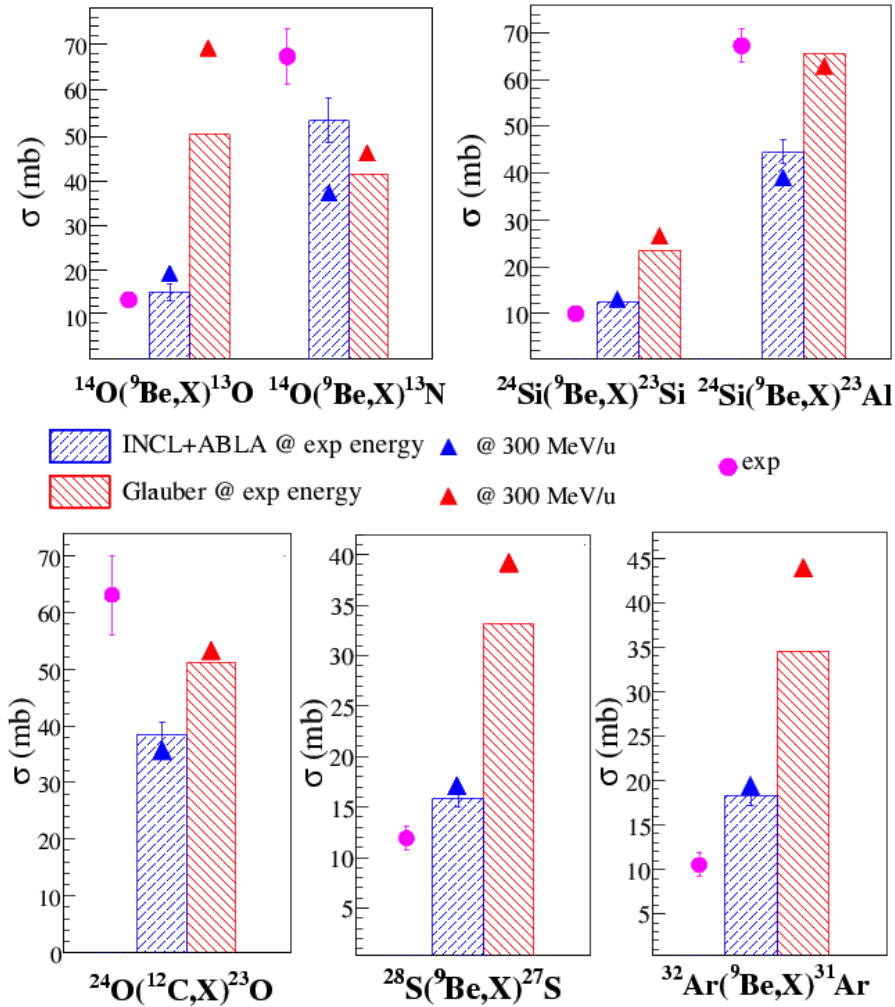 70
60
50
40
30
20
10
σ (mb)
¹⁴O(⁹Be,X)¹³O ¹⁴O(⁹Be,X)¹³N
70
60
50
40
30
20
10
σ (mb)
²⁴Si(⁹Be,X)²³Si ²⁴Si(⁹Be,X)²³Al
INCL+ABLA @ exp energy
@ 300 MeV/u
exp
Glauber @ exp energy
@ 300 MeV/u
70
60
50
40
30
20
10
0
σ (mb)
²⁴O(¹²C,X)²³O
40
35
30
25
20
15
10
5
σ (mb)
²⁸S(⁹Be,X)²⁷S
45
40
35
30
25
20
15
10
5
σ (mb)
³²Ar(⁹Be,X)³¹Ar